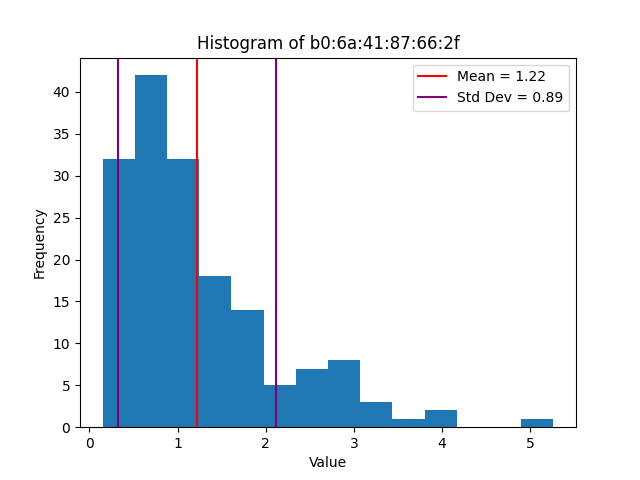 Histogram of b0:6a:41:87:66:2f
Mean = 1.22
Std Dev = 0.89
Frequency
40
35
30
25
20
15
10
5
0
0 1 2 3 4 5
Value